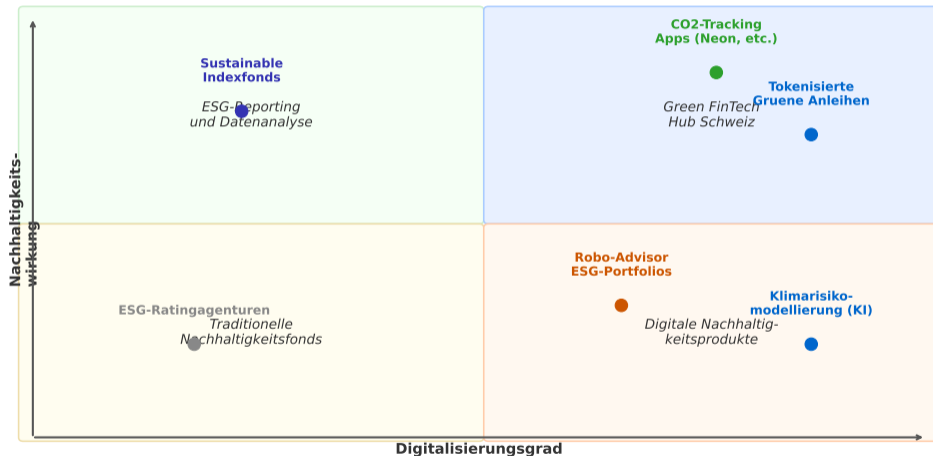 CO2-Tracking
Apps (Neon, etc.)
Sustainable
Indexfonds
Tokenisierte
Gruene Anleihen
ESG-Reporting
und Datenanalyse
Green FinTech
Hub Schweiz
Nachhaltigkeits-
wirkung
Robo-Advisor
ESG-Portfolios
ESG-Ratingagenturen
Klimarisiko-
modellierung (KI)
Traditionelle
Nachhaltigkeitsfonds
Digitale Nachhaltig-
keitsprodukte
Digitalisierungsgrad